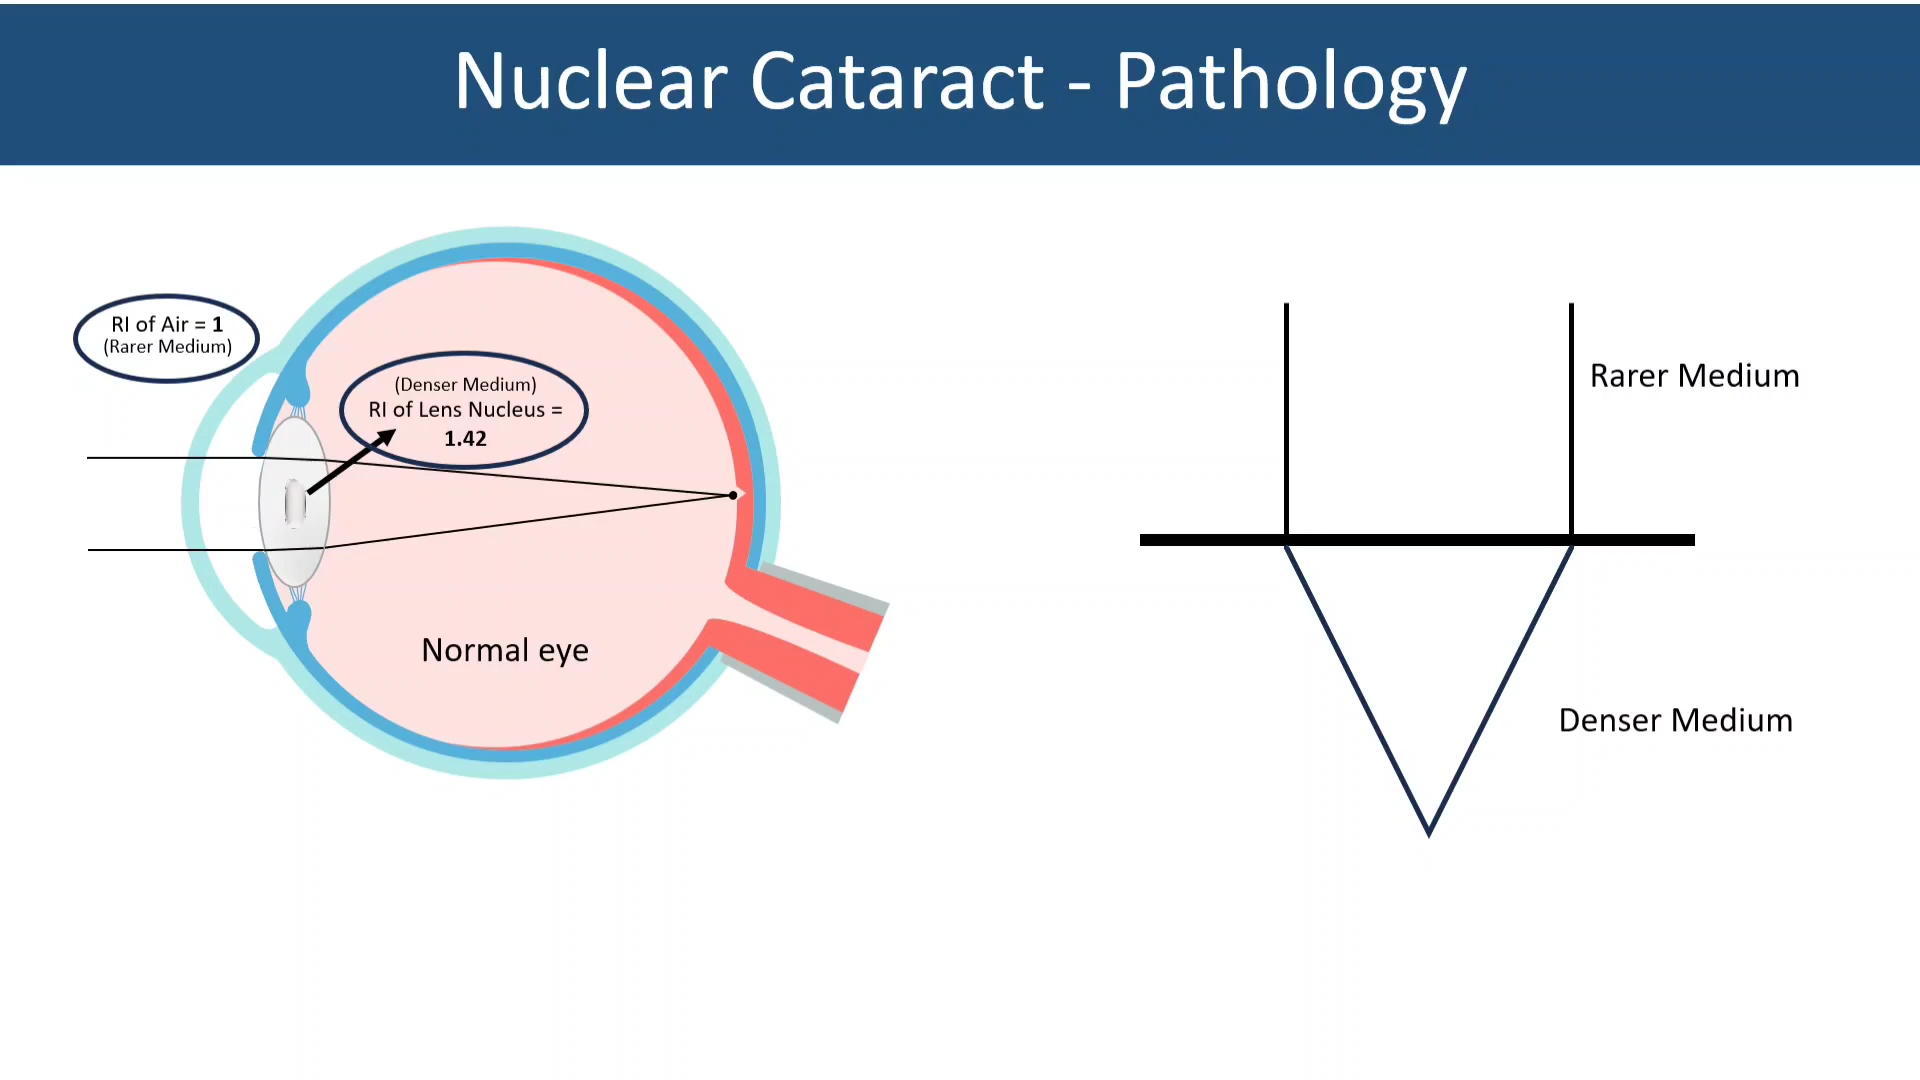 Nuclear Cataract - Pathology
RI of Air = 1
(Rarer Medium)
(Denser Medium)
RI of Lens Nucleus =
1.42
Normal eye
Rarer Medium
Denser Medium